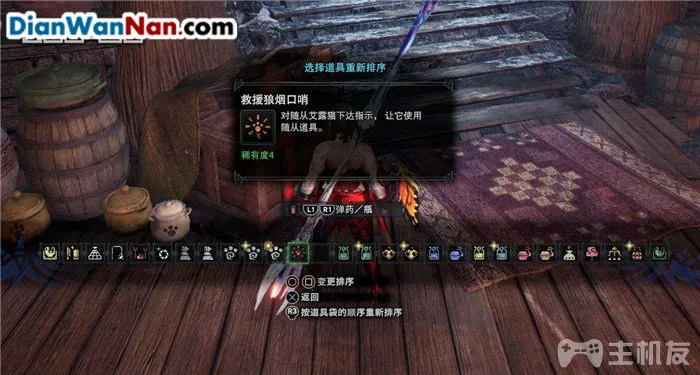 DianWanNan.com
选择道具重新排序
救援狼烟口哨
对随从艾露猫下达指示，让它使用
随从道具。
稀有度4
L1 R1 弹药／瓶
变更排序
返回
R3 按道具袋的顺序重新排序
主机友